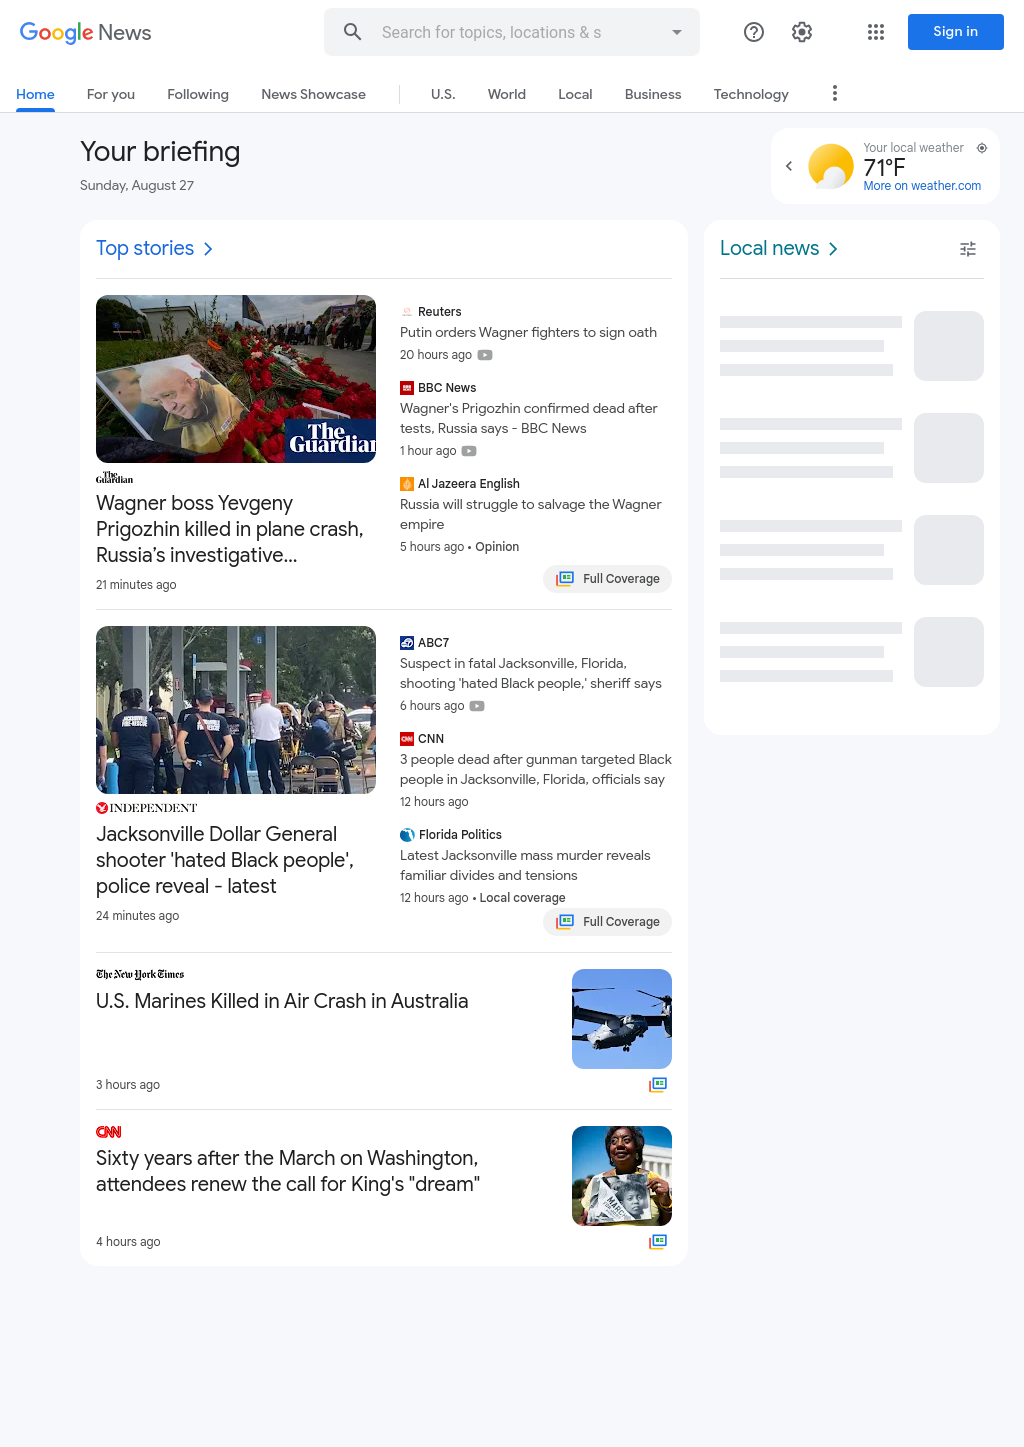 Google News
Search for topics, locations & s
Sign in
Home
For you
Following
News Showcase
U.S.
World
Local
Business
Technology
Your briefing
Sunday, August 27
Your local weather
71°F
More on weather.com
Top stories
The
Guardian
The
Guardian
Wagner boss Yevgeny
Prigozhin killed in plane crash,
Russia's investigative...
21 minutes ago
Reuters
Putin orders Wagner fighters to sign oath
20 hours ago
BBC News
Wagner's Prigozhin confirmed dead after
tests, Russia says - BBC News
1 hour ago
Al Jazeera English
Russia will struggle to salvage the Wagner
empire
5 hours ago • Opinion
Full Coverage
JACKSONVILLE
FIRE RESCUE
INDEPENDENT
Jacksonville Dollar General
shooter 'hated Black people',
police reveal - latest
24 minutes ago
ABC7
Suspect in fatal Jacksonville, Florida,
shooting 'hated Black people,' sheriff says
6 hours ago
CNN
3 people dead after gunman targeted Black
people in Jacksonville, Florida, officials say
12 hours ago
Florida Politics
Latest Jacksonville mass murder reveals
familiar divides and tensions
12 hours ago • Local coverage
Full Coverage
The New York Times
U.S. Marines Killed in Air Crash in Australia
3 hours ago
CNN
Sixty years after the March on Washington,
attendees renew the call for King's "dream"
MARCH
4 hours ago
Local news